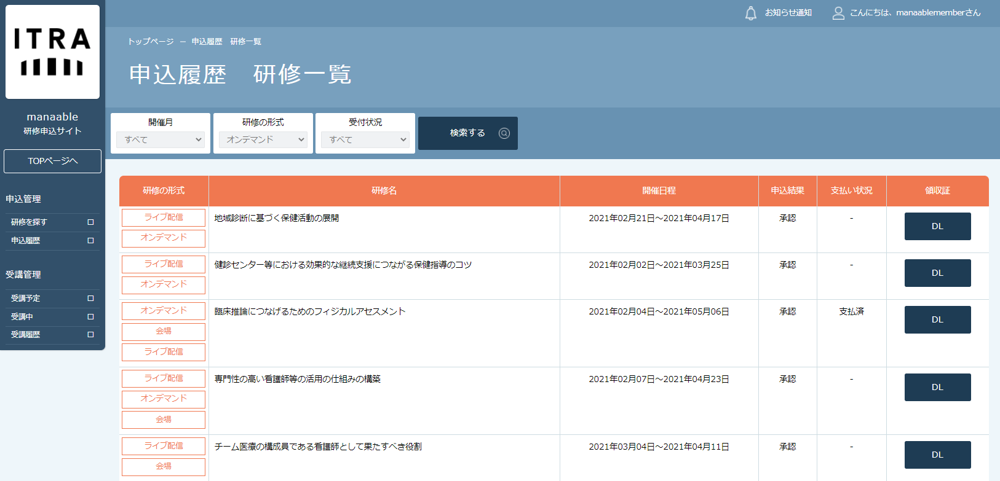 ITRA
お知らせ通知
こんにちは、manaablememberさん
トップページ － 申込履歴　研修一覧
申込履歴　研修一覧
manaable
研修申込サイト
TOPページへ
申込管理
研修を探す
申込履歴
受講管理
受講予定
受講中
受講履歴
開催月
すべて
研修の形式
オンデマンド
受付状況
すべて
検索する
研修の形式 研修名 開催日程 申込結果 支払い状況 領収証
ライブ配信 地域診断に基づく保健活動の展開 2021年02月21日～2021年04月17日 承認 - DL
オンデマンド
ライブ配信 健診センター等における効果的な継続支援につながる保健指導のコツ 2021年02月02日～2021年03月25日 承認 - DL
オンデマンド
オンデマンド 臨床推論につなげるためのフィジカルアセスメント 2021年02月04日～2021年05月06日 承認 支払済 DL
会場
ライブ配信
ライブ配信 専門性の高い看護師等の活用の仕組みの構築 2021年02月07日～2021年04月23日 承認 - DL
オンデマンド
会場
ライブ配信 チーム医療の構成員である看護師として果たすべき役割 2021年03月04日～2021年04月11日 承認 - DL
会場